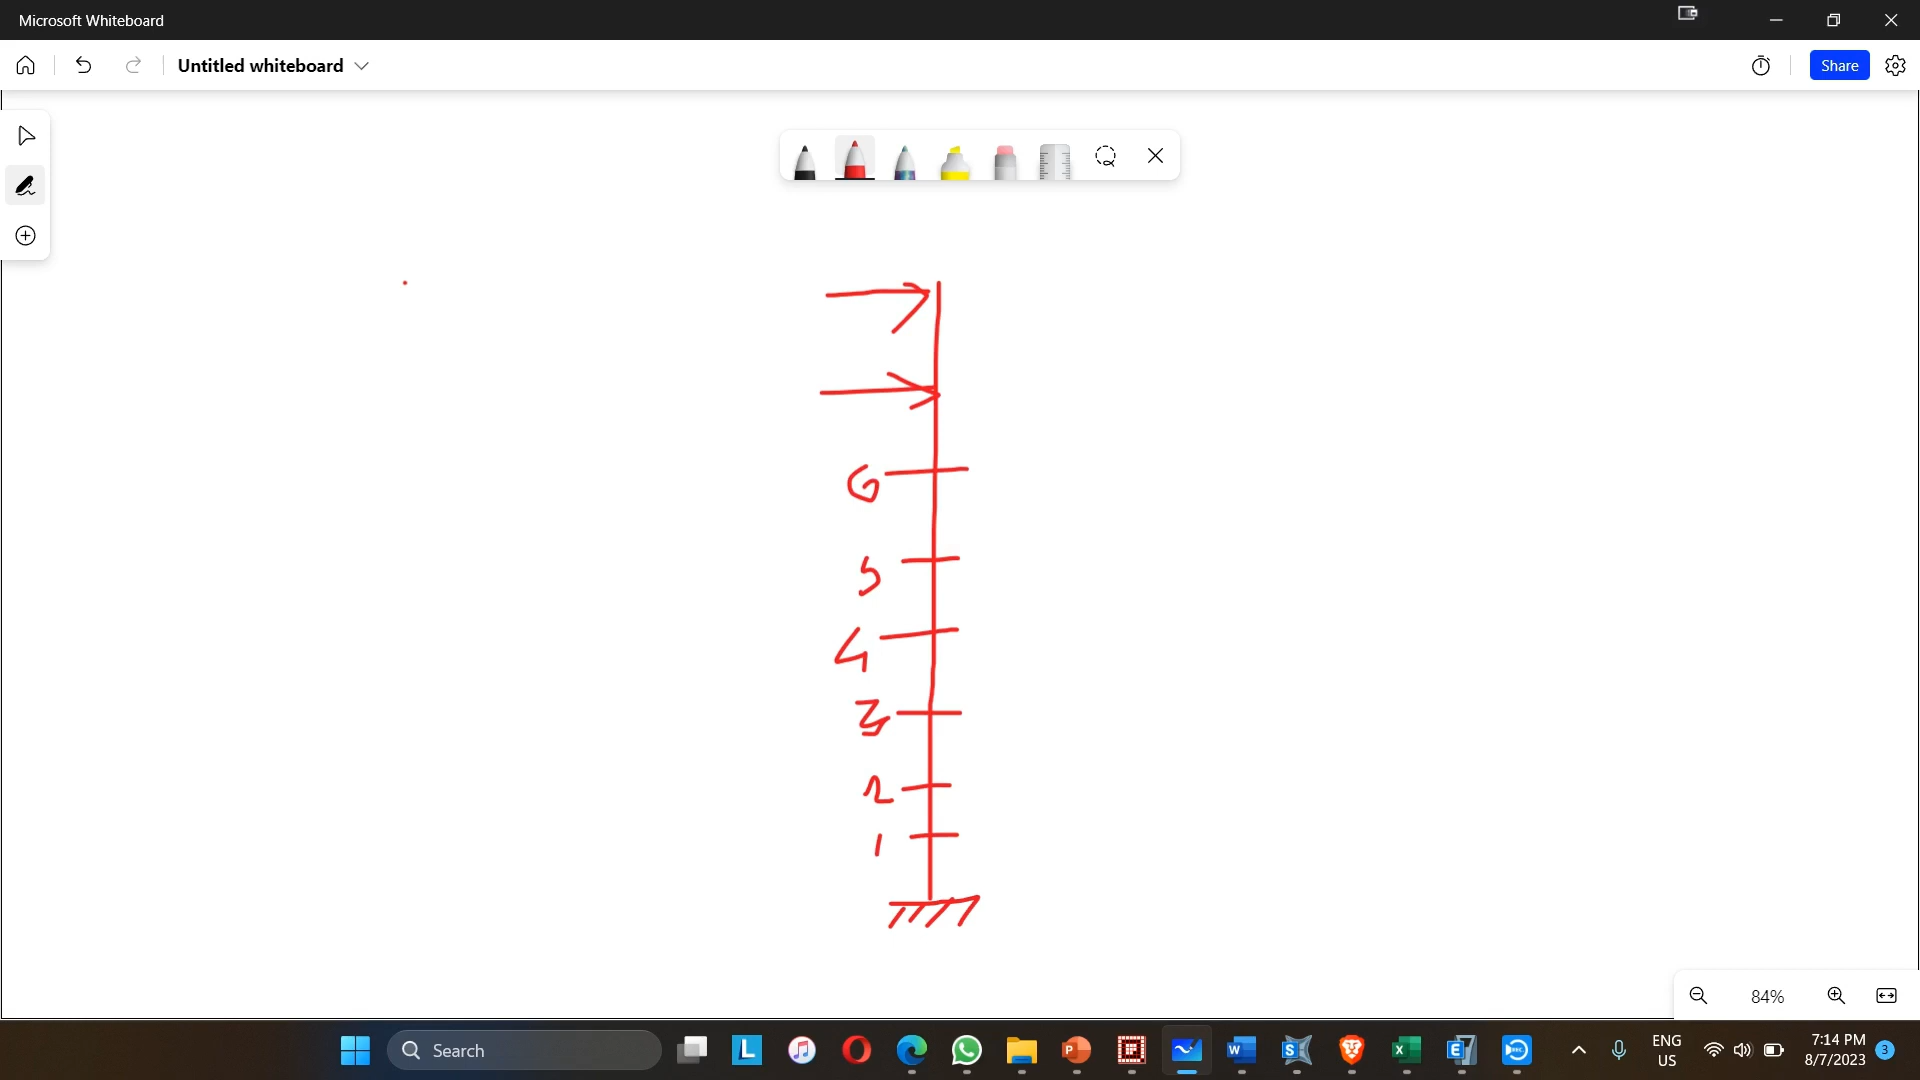 Microsoft Whiteboard
Untitled whiteboard
Share
6
5
4
3
2
1
84%
Search
ENG
US
7:14 PM
8/7/2023
3